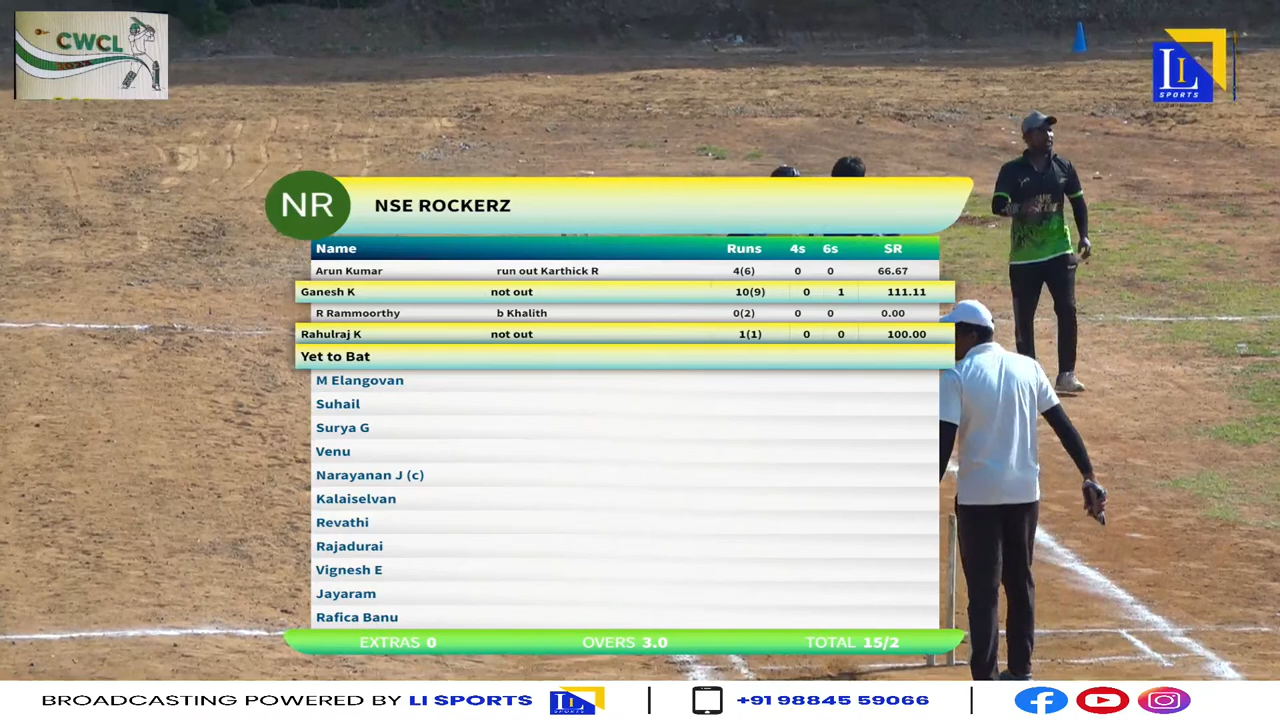 CWCL
LI
SPORTS
NR NSE ROCKERZ
Name Runs 4s 6s SR
Arun Kumar run out Karthick R 4(6) 0 0 66.67
Ganesh K not out 10(9) 0 1 111.11
R Rammoorthy b Khalith 0(2) 0 0 0.00
Rahulraj K not out 1(1) 0 0 100.00
Yet to Bat
M Elangovan
Suhail
Surya G
Venu
Narayanan J (c)
Kalaiselvan
Revathi
Rajadurai
Vignesh E
Jayaram
Rafica Banu
EXTRAS 0 OVERS 3.0 TOTAL 15/2
BROADCASTING POWERED BY LI SPORTS LI SPORTS +91 98845 59066